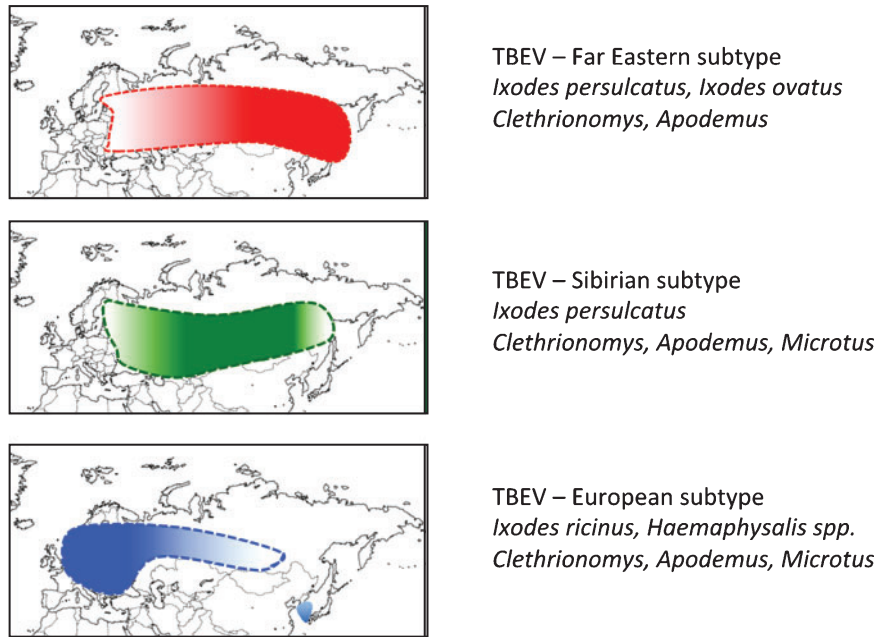 TBEV – Far Eastern subtype
Ixodes persulcatus, Ixodes ovatus
Clethrionomys, Apodemus
TBEV – Sibirian subtype
Ixodes persulcatus
Clethrionomys, Apodemus, Microtus
TBEV – European subtype
Ixodes ricinus, Haemaphysalis spp.
Clethrionomys, Apodemus, Microtus